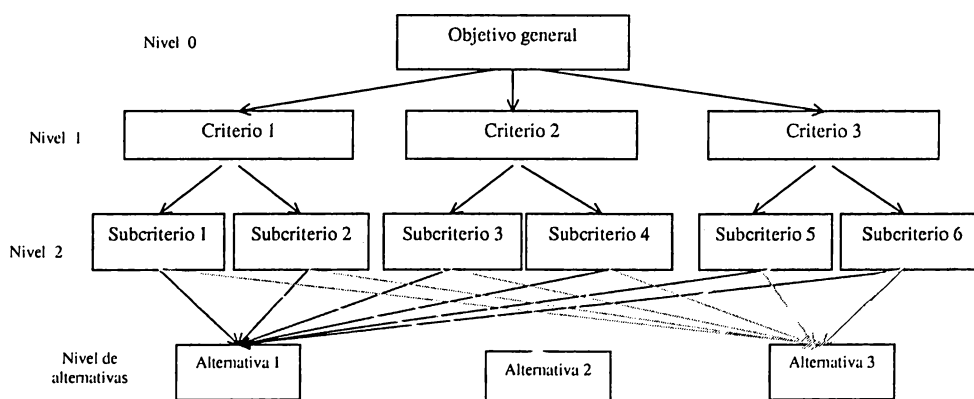 Nivel 0
Objetivo general
Nivel 1
Criterio 1
Criterio 2
Criterio 3
Nivel 2
Subcriterio 1
Subcriterio 2
Subcriterio 3
Subcriterio 4
Subcriterio 5
Subcriterio 6
Nivel de
alternativas
Alternativa 1
Alternativa 2
Alternativa 3